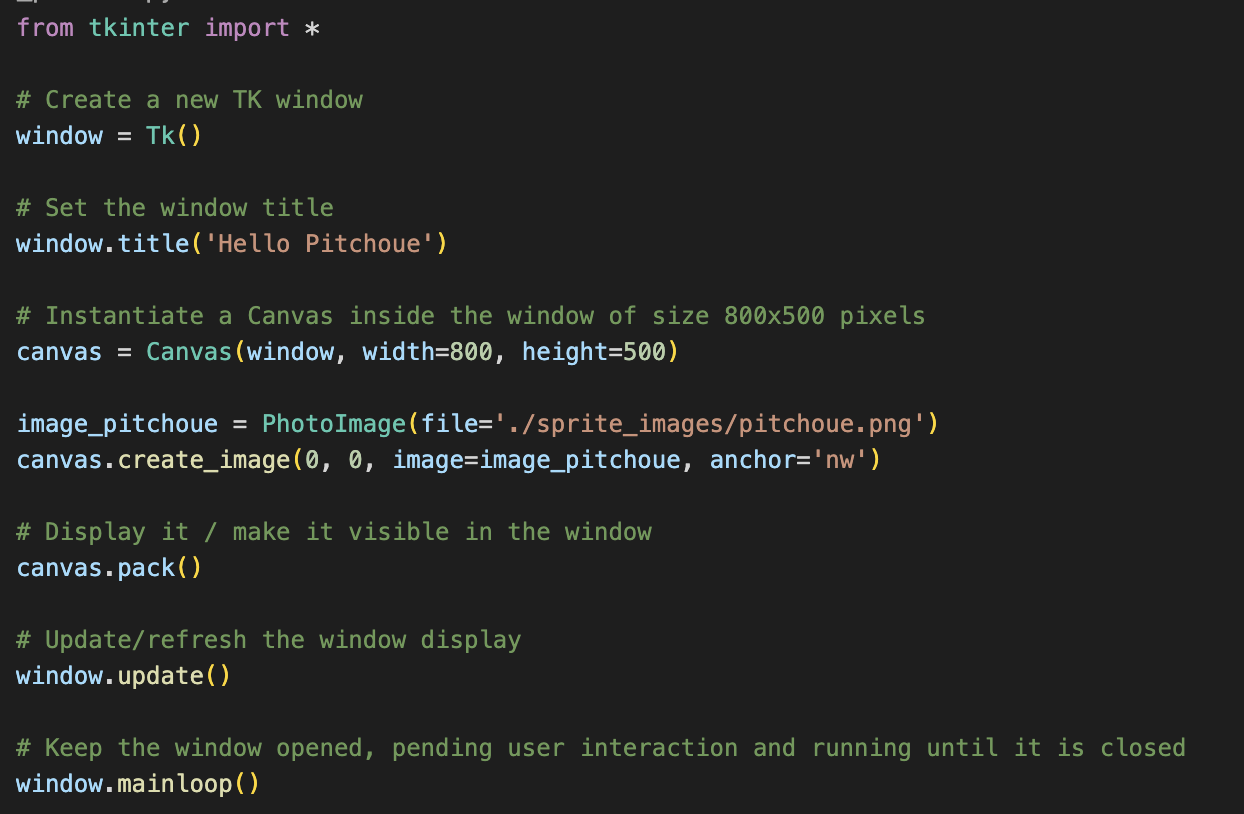 from tkinter import *
# Create a new TK window
window = Tk()
# Set the window title
window.title('Hello Pitchoue')
# Instantiate a Canvas inside the window of size 800x500 pixels
canvas = Canvas(window, width=800, height=500)
image_pitchoue = PhotoImage(file='./sprite_images/pitchoue.png')
canvas.create_image(0, 0, image=image_pitchoue, anchor='nw')
# Display it / make it visible in the window
canvas.pack()
# Update/refresh the window display
window.update()
# Keep the window opened, pending user interaction and running until it is closed
window.mainloop()